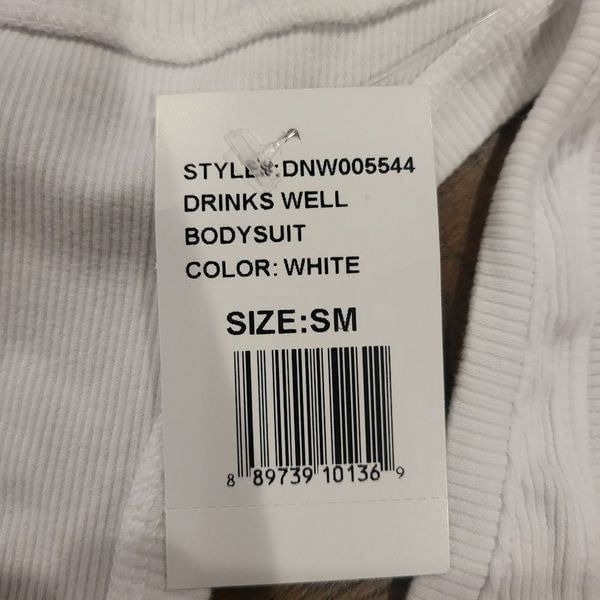 STYLE#:DNW005544
DRINKS WELL
BODYSUIT
COLOR: WHITE
SIZE:SM
8 89739 10136 9